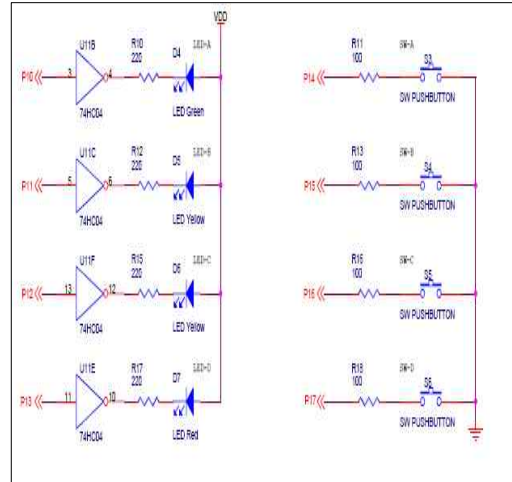 VDD
U11B
R10
220
D4
LED-A
P10
3
4
74HC04
LED Green
U11C
R12
220
D5
LED-B
P11
5
6
74HC04
LED Yellow
U11F
R15
220
D6
LED-C
P12
13
12
74HC04
LED Yellow
U11E
R17
220
D7
LED-D
P13
11
10
74HC04
LED Red
R11
100
SW-A
S3
P14
SW PUSHBUTTON
R13
100
SW-B
S4
P15
SW PUSHBUTTON
R16
100
SW-C
S5
P16
SW PUSHBUTTON
R18
100
SW-D
S6
P17
SW PUSHBUTTON